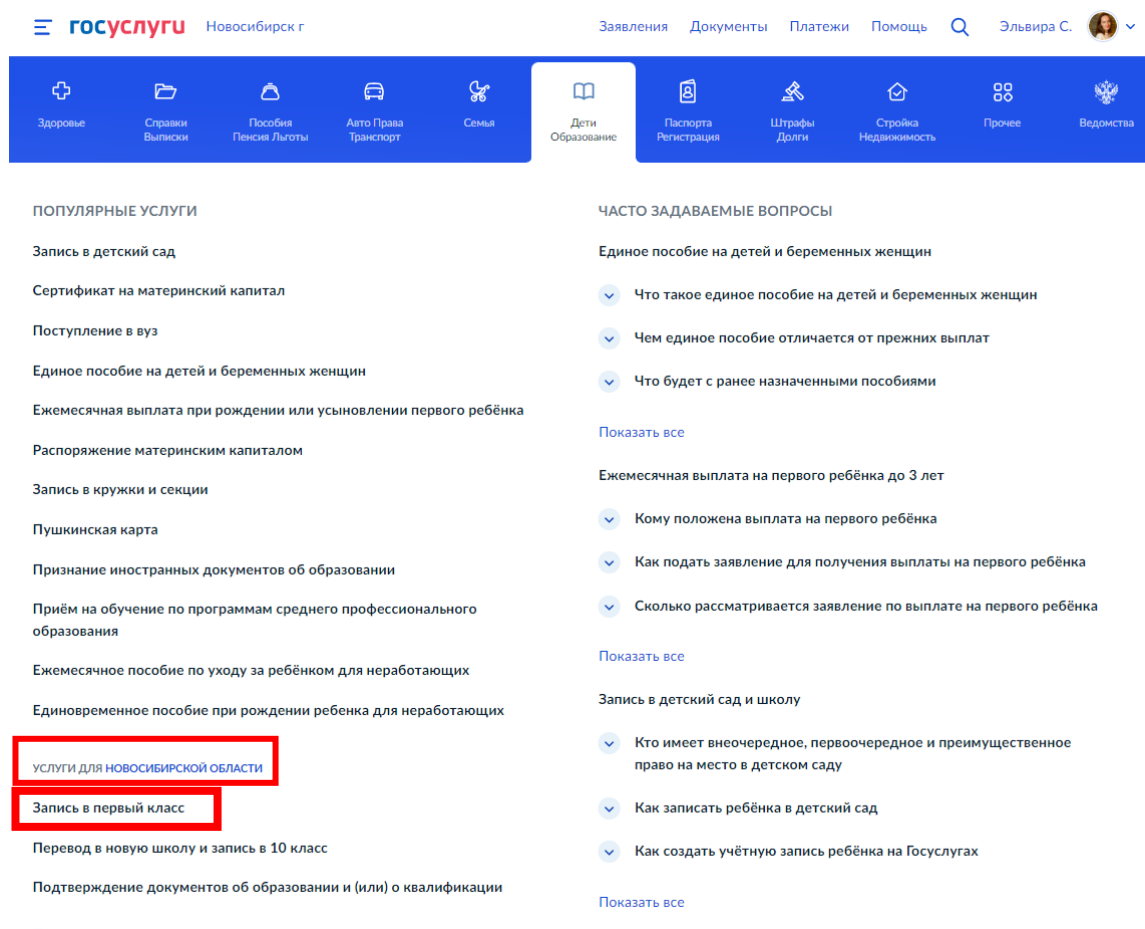 госуслуги
Новосибирск г
Заявления Документы Платежи Помощь
Эльвира С.
Здоровье
Справки
Выписки
Пособия
Пенсия Льготы
Авто Права
Транспорт
Семья
Дети
Образование
Паспорта
Регистрация
Штрафы
Долги
Стройка
Недвижимость
Прочее
Ведомства
ПОПУЛЯРНЫЕ УСЛУГИ
Запись в детский сад
Сертификат на материнский капитал
Поступление в вуз
Единое пособие на детей и беременных женщин
Ежемесячная выплата при рождении или усыновлении первого ребёнка
Распоряжение материнским капиталом
Запись в кружки и секции
Пушкинская карта
Признание иностранных документов об образовании
Приём на обучение по программам среднего профессионального
образования
Ежемесячное пособие по уходу за ребёнком для неработающих
Единовременное пособие при рождении ребенка для неработающих
УСЛУГИ ДЛЯ НОВОСИБИРСКОЙ ОБЛАСТИ
Запись в первый класс
Перевод в новую школу и запись в 10 класс
Подтверждение документов об образовании и (или) о квалификации
ЧАСТО ЗАДАВАЕМЫЕ ВОПРОСЫ
Единое пособие на детей и беременных женщин
Что такое единое пособие на детей и беременных женщин
Чем единое пособие отличается от прежних выплат
Что будет с ранее назначенными пособиями
Показать все
Ежемесячная выплата на первого ребёнка до 3 лет
Кому положена выплата на первого ребёнка
Как подать заявление для получения выплаты на первого ребёнка
Сколько рассматривается заявление по выплате на первого ребёнка
Показать все
Запись в детский сад и школу
Кто имеет внеочередное, первоочередное и преимущественное
право на место в детском саду
Как записать ребёнка в детский сад
Как создать учётную запись ребёнка на Госуслугах
Показать все